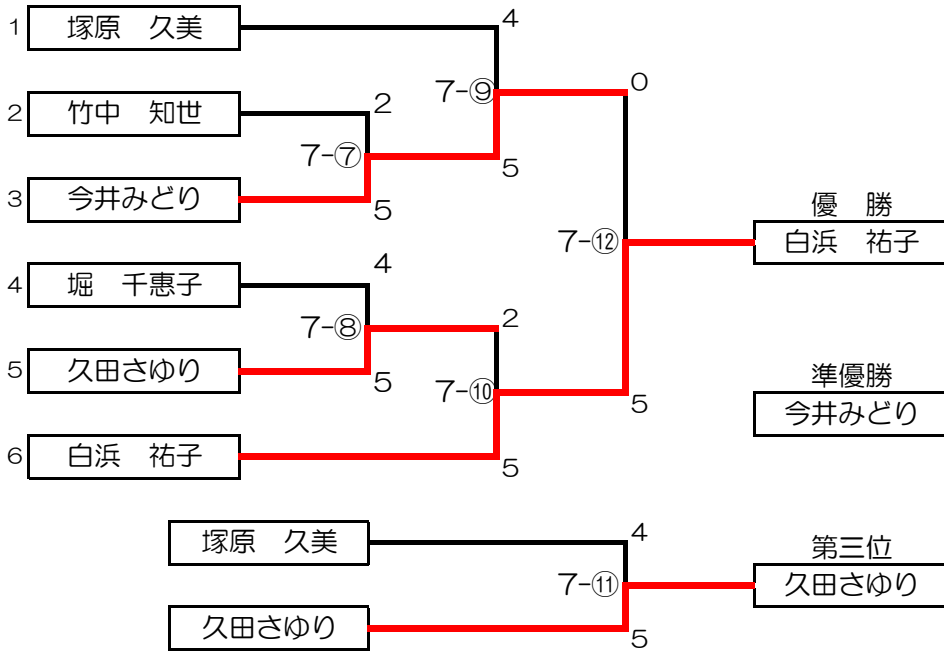 1 塚原　久美 4
7-⑨ 0
2 竹中　知世 2
7-⑦ 5
3 今井みどり 5
優　勝
7-⑫ 白浜　祐子
4 堀　千惠子 4
7-⑧ 2
5 久田さゆり 5
7-⑩ 5
準優勝
今井みどり
6 白浜　祐子 5
塚原　久美 4
第三位
7-⑪ 久田さゆり
久田さゆり 5